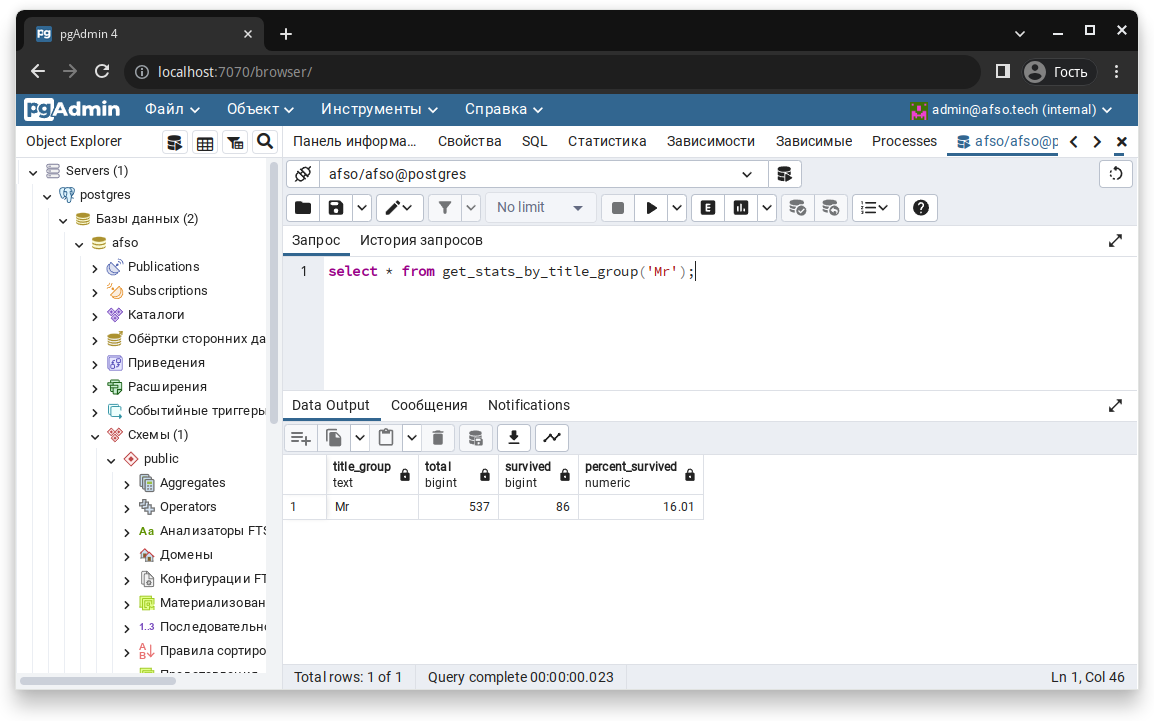 pgAdmin 4
localhost:7070/browser/
Гость
pgAdmin Файл Объект Инструменты Справка admin@afso.tech (internal)
Object Explorer
Панель информа... Свойства SQL Статистика Зависимости Зависимые Processes afso/afso@p
Servers (1)
postgres
Базы данных (2)
afso
Publications
Subscriptions
Каталоги
Обёртки сторонних да
Приведения
Расширения
Событийные триггеры
Схемы (1)
public
Aggregates
Operators
Aa Анализаторы FTS
Домены
Конфигурации FT
Материализован
1..3 Последовательно
Правила сортиро
Представления
afso/afso@postgres
No limit
E
Запрос История запросов
1 select * from get_stats_by_title_group('Mr');
Data Output Сообщения Notifications
title_group total survived percent_survived
text bigint bigint numeric
1 Mr 537 86 16.01
Total rows: 1 of 1 Query complete 00:00:00.023 Ln 1, Col 46